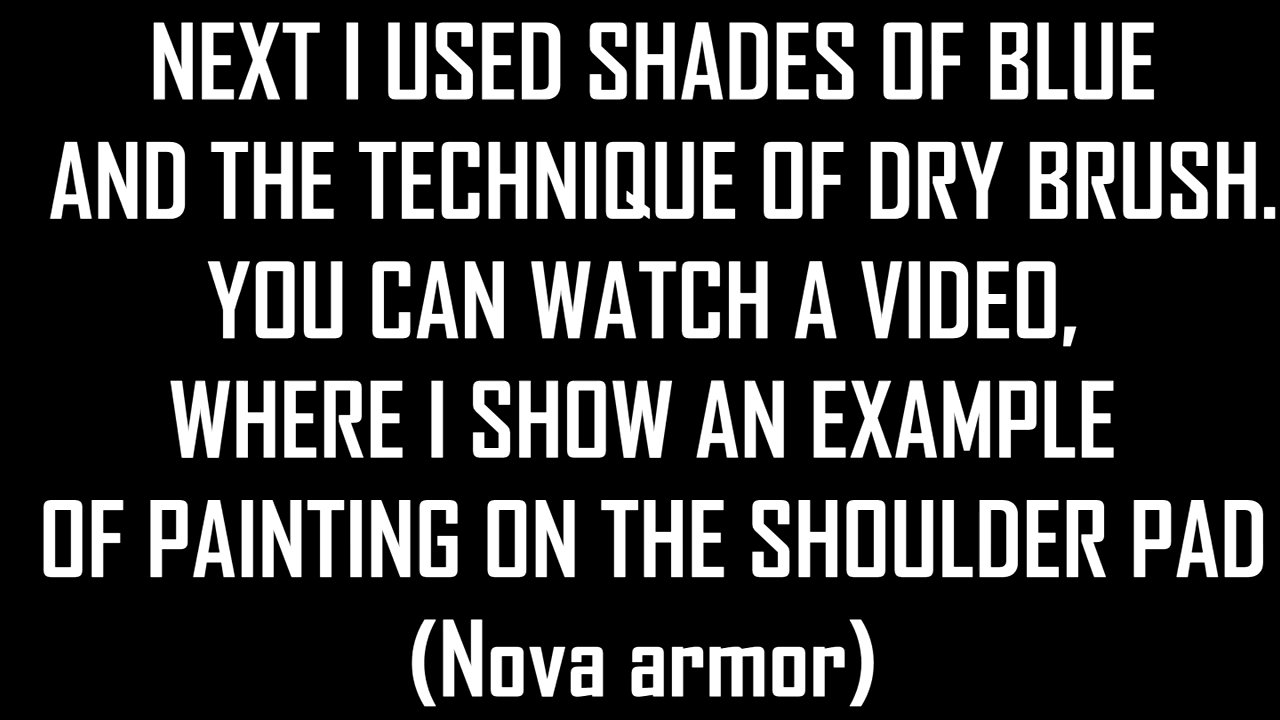 NEXT I USED SHADES OF BLUE
AND THE TECHNIQUE OF DRY BRUSH.
YOU CAN WATCH A VIDEO,
WHERE I SHOW AN EXAMPLE
OF PAINTING ON THE SHOULDER PAD
(Nova armor)